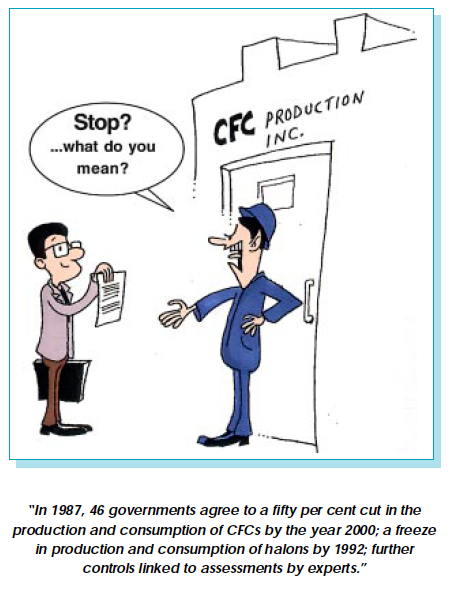 CFC PRODUCTION
INC.
Stop?
...what do you
mean?
"In 1987, 46 governments agree to a fifty per cent cut in the
production and consumption of CFCs by the year 2000; a freeze
in production and consumption of halons by 1992; further
controls linked to assessments by experts."